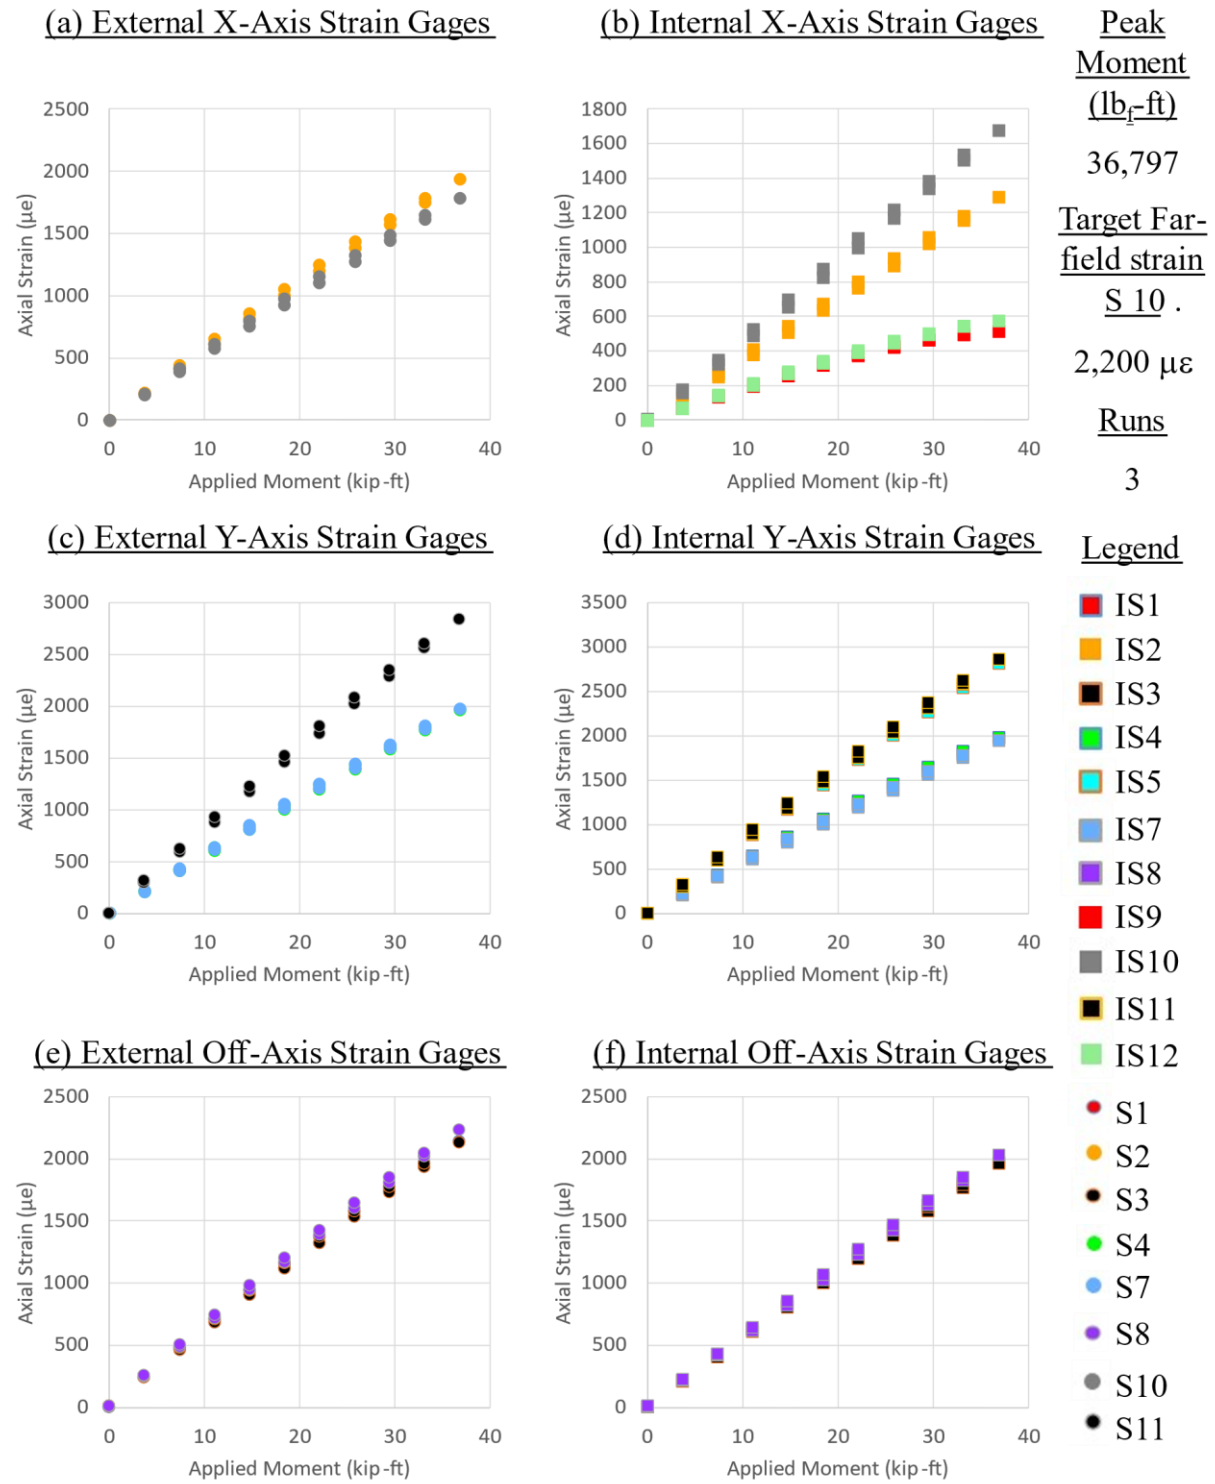 (a) External X-Axis Strain Gages
2500
2000
1500
1000
500
0
Axial Strain (µe)
0 10 20 30 40
Applied Moment (kip-ft)
(b) Internal X-Axis Strain Gages
1800
1600
1400
1200
1000
800
600
400
200
0
Axial Strain (µe)
0 10 20 30 40
Applied Moment (kip-ft)
Peak
Moment
(lbf-ft)
36,797
Target Far-
field strain
S 10 .
2,200 µε
Runs
3
(c) External Y-Axis Strain Gages
3000
2500
2000
1500
1000
500
0
Axial Strain (µe)
0 10 20 30 40
Applied Moment (kip-ft)
(d) Internal Y-Axis Strain Gages
3500
3000
2500
2000
1500
1000
500
0
Axial Strain (µe)
0 10 20 30 40
Applied Moment (kip-ft)
(e) External Off-Axis Strain Gages
2500
2000
1500
1000
500
0
Axial Strain (µe)
0 10 20 30 40
Applied Moment (kip-ft)
(f) Internal Off-Axis Strain Gages
2500
2000
1500
1000
500
0
Axial Strain (µe)
0 10 20 30 40
Applied Moment (kip-ft)
Legend
IS1
IS2
IS3
IS4
IS5
IS7
IS8
IS9
IS10
IS11
IS12
S1
S2
S3
S4
S7
S8
S10
S11